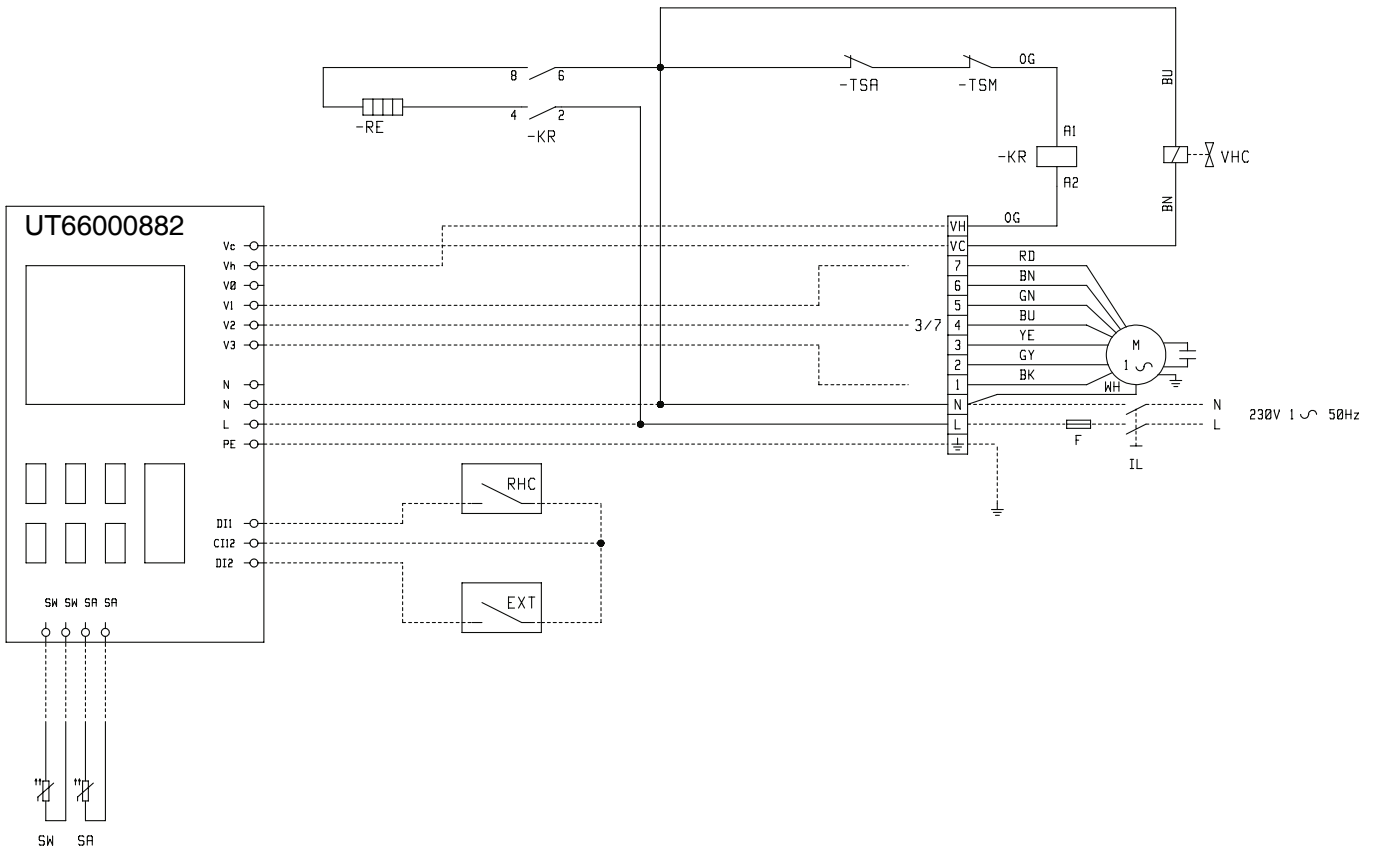 OG
8 6
-TSA -TSM
BU
4 2
-RE
-KR
A1
-KR
VHC
A2
BN
UT66000882
OG
VH
Vc
VC
Vh
7 RD
V0
6 BN
V1
5 GN
V2
3/7 4 BU
V3
3 YE
M
1
2 GY
N
1 BK
WH
N
N
N
230V 1 50Hz
L
L
L
F
PE
IL
RHC
DI1
CI12
DI2
EXT
SW SW SA SA
SW SA